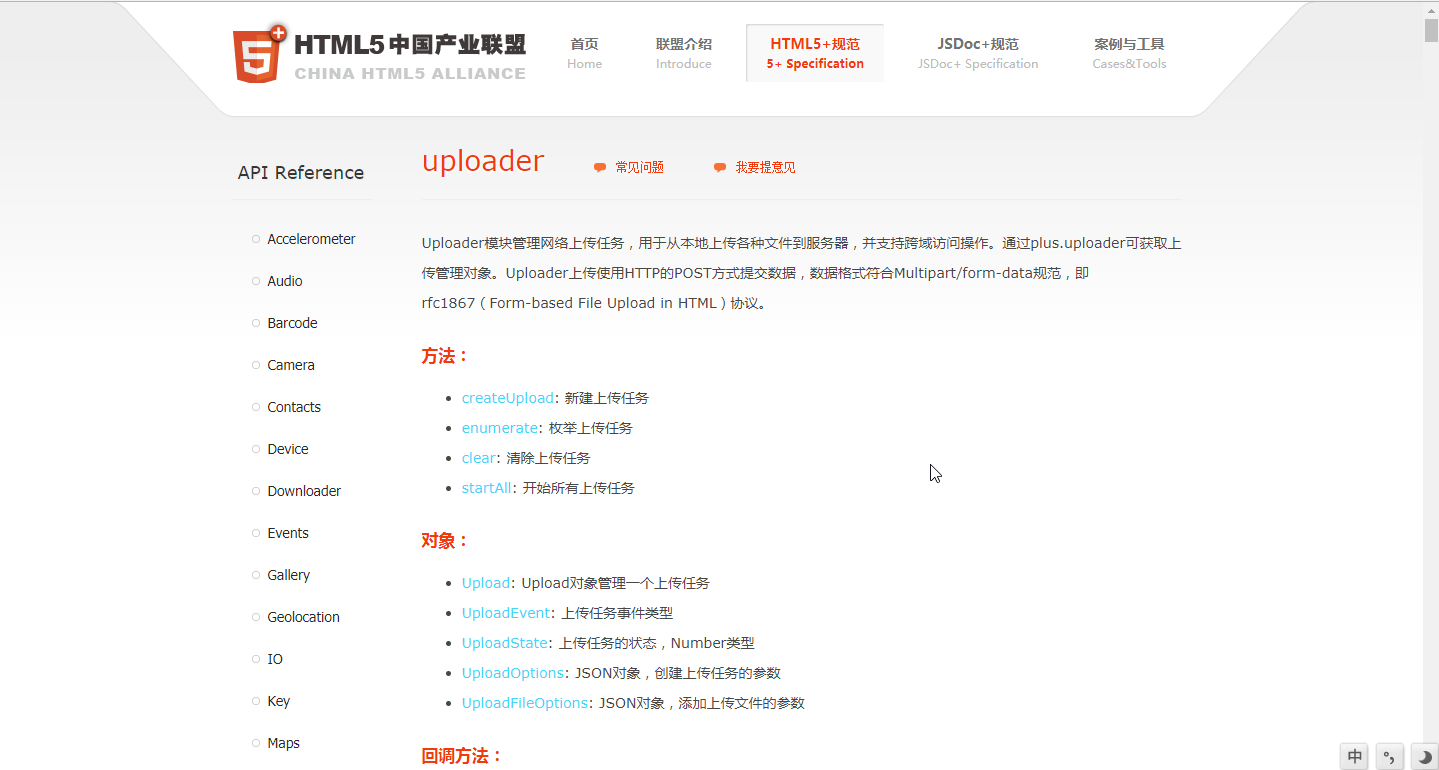 HTML5中国产业联盟
CHINA HTML5 ALLIANCE
首页
Home
联盟介绍
Introduce
HTML5+规范
5+ Specification
JSDoc+规范
JSDoc+ Specification
案例与工具
Cases&Tools
API Reference
Accelerometer
Audio
Barcode
Camera
Contacts
Device
Downloader
Events
Gallery
Geolocation
IO
Key
Maps
uploader
常见问题
我要提意见
Uploader模块管理网络上传任务，用于从本地上传各种文件到服务器，并支持跨域访问操作。通过plus.uploader可获取上
传管理对象。Uploader上传使用HTTP的POST方式提交数据，数据格式符合Multipart/form-data规范，即
rfc1867（Form-based File Upload in HTML）协议。
方法：
createUpload: 新建上传任务
enumerate: 枚举上传任务
clear: 清除上传任务
startAll: 开始所有上传任务
对象：
Upload: Upload对象管理一个上传任务
UploadEvent: 上传任务事件类型
UploadState: 上传任务的状态，Number类型
UploadOptions: JSON对象，创建上传任务的参数
UploadFileOptions: JSON对象，添加上传文件的参数
回调方法：
中